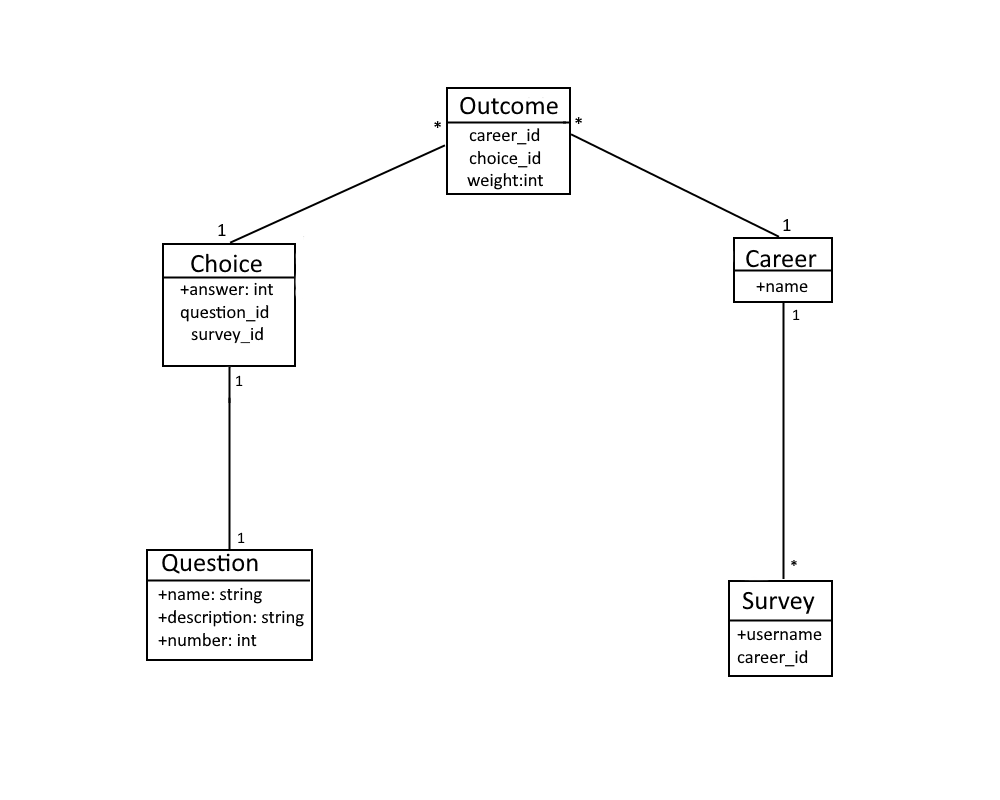 Outcome
*
*
career_id
choice_id
weight:int
1
1
Choice
+answer: int
question_id
survey_id
Career
+name
1
1
1
*
Question
+name: string
+description: string
+number: int
Survey
+username
career_id